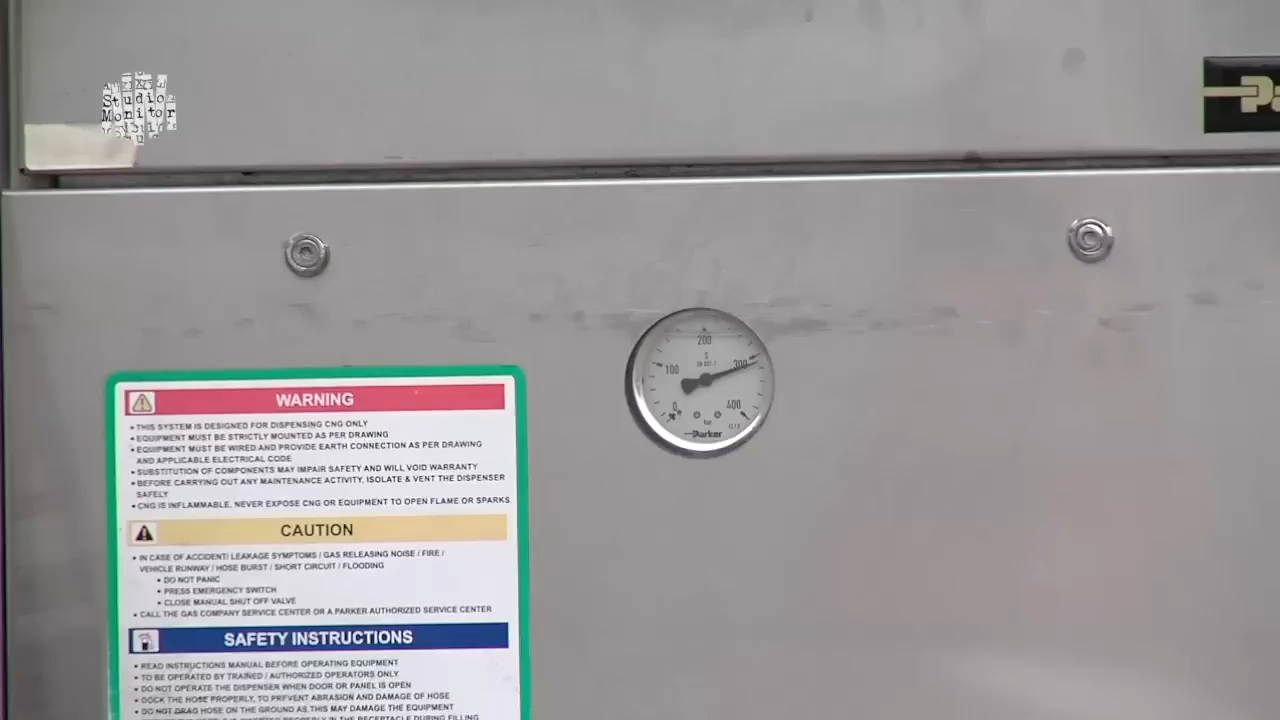 Studio
Monitor
WARNING
• THIS SYSTEM IS DESIGNED FOR DISPENSING CNG ONLY
• EQUIPMENT MUST BE STRICTLY MOUNTED AS PER DRAWING
• EQUIPMENT MUST BE WIRED AND PROVIDE EARTH CONNECTION AS PER DRAWING
AND APPLICABLE ELECTRICAL CODE
• SUBSTITUTION OF COMPONENTS MAY IMPAIR SAFETY AND WILL VOID WARRANTY
• BEFORE CARRYING OUT ANY MAINTENANCE ACTIVITY, ISOLATE & VENT THE DISPENSER
SAFELY
• CNG IS INFLAMMABLE. NEVER EXPOSE CNG OR EQUIPMENT TO OPEN FLAME OR SPARKS.
CAUTION
• IN CASE OF ACCIDENT/ LEAKAGE SYMPTOMS / GAS RELEASING NOISE / FIRE /
VEHICLE RUNWAY / HOSE BURST / SHORT CIRCUIT / FLOODING
• DO NOT PANIC
• PRESS EMERGENCY SWITCH
• CLOSE MANUAL SHUT OFF VALVE
• CALL THE GAS COMPANY SERVICE CENTER OR A PARKER AUTHORIZED SERVICE CENTER
SAFETY INSTRUCTIONS
• READ INSTRUCTIONS MANUAL BEFORE OPERATING EQUIPMENT
• TO BE OPERATED BY TRAINED / AUTHORIZED OPERATORS ONLY
• DO NOT OPERATE THE DISPENSER WHEN DOOR OR PANEL IS OPEN
• DOCK THE HOSE PROPERLY, TO PREVENT ABRASION AND DAMAGE OF HOSE
• DO NOT DRAG HOSE ON THE GROUND AS THIS MAY DAMAGE THE EQUIPMENT
PROPERLY IN THE RECEPTACLE DURING FILLING
0
100
200
300
400
S
bar
Parker